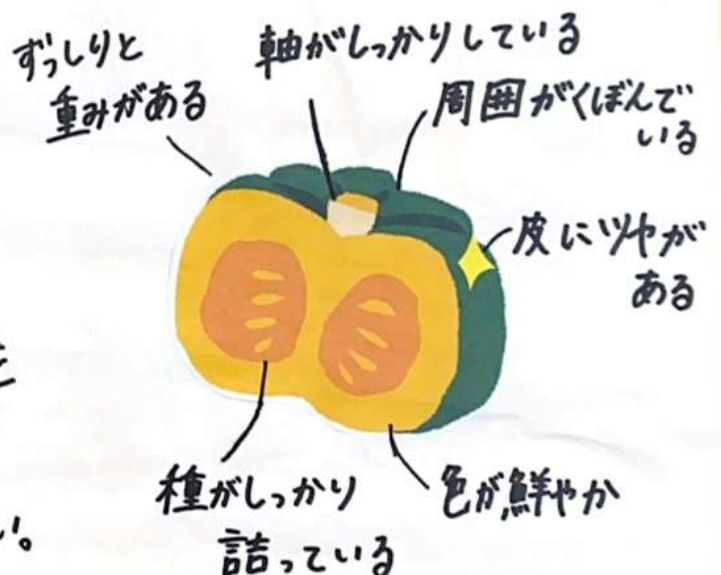 ずっしりと
重みがある
軸がしっかりしている
周囲がくぼんで
いる
皮にツヤが
ある
種がしっかり
詰っている
色が鮮やか
い。